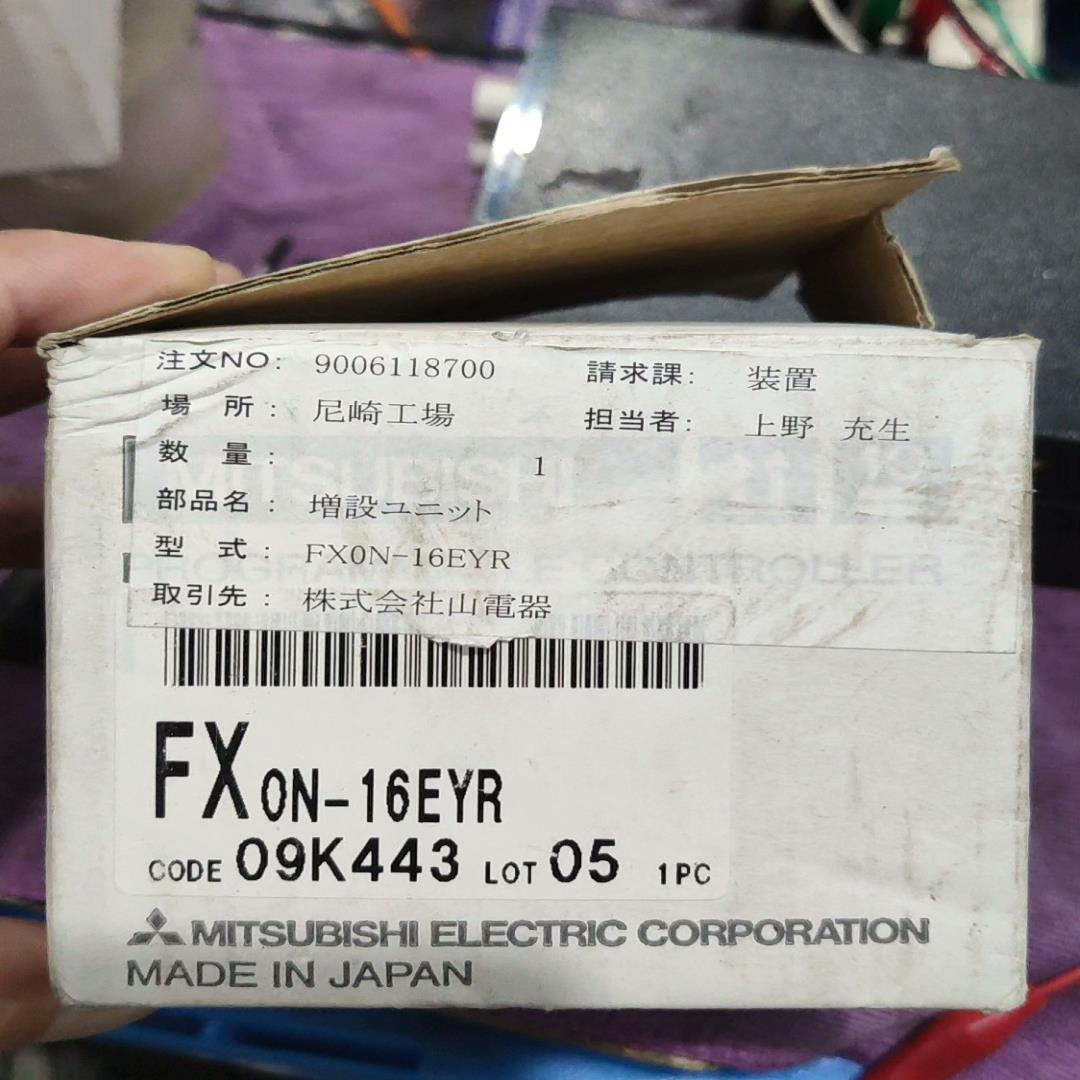 注文NO: 9006118700 請求課: 装置
場 所 : 尼崎工場 担当者: 上野 充生
数 量 : 1
MITSUBISHI
部品名 : 増設ユニット
型 式 : FX0N-16EYR
PROGRAMMABLE CONTROLLER
取引先 : 株式会社山電器
FX0N-16EYR
CODE 09K443 LOT 05 1PC
MITSUBISHI ELECTRIC CORPORATION
MADE IN JAPAN